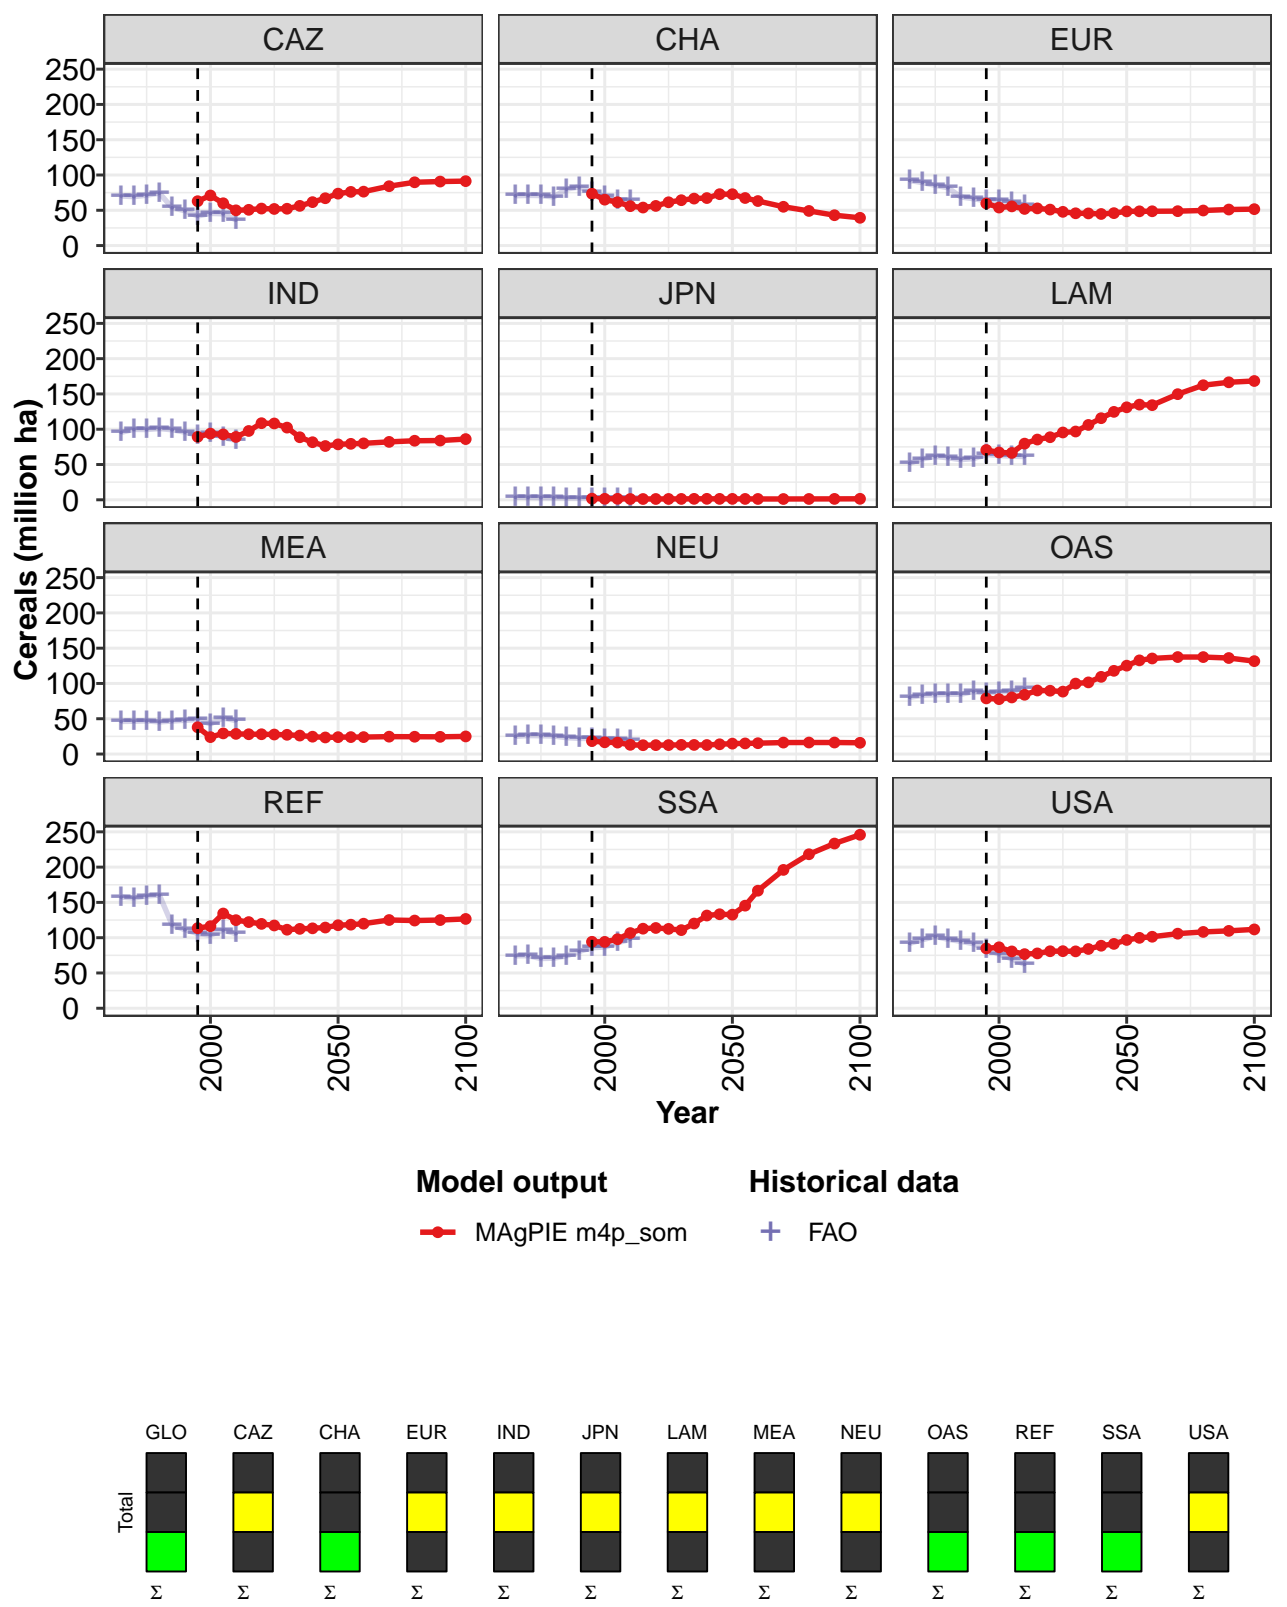 CAZ CHA EUR
250
200
150
100
50
0
IND JPN LAM
250
200
150
100
50
0
MEA NEU OAS
250
200
150
100
50
0
REF SSA USA
250
200
150
100
50
0
Cereals (million ha)
2000 2050 2100 2000 2050 2100 2000 2050 2100
Year
Model output Historical data
MAgPIE m4p_som FAO
GLO CAZ CHA EUR IND JPN LAM MEA NEU OAS REF SSA USA
Total
Σ Σ Σ Σ Σ Σ Σ Σ Σ Σ Σ Σ Σ